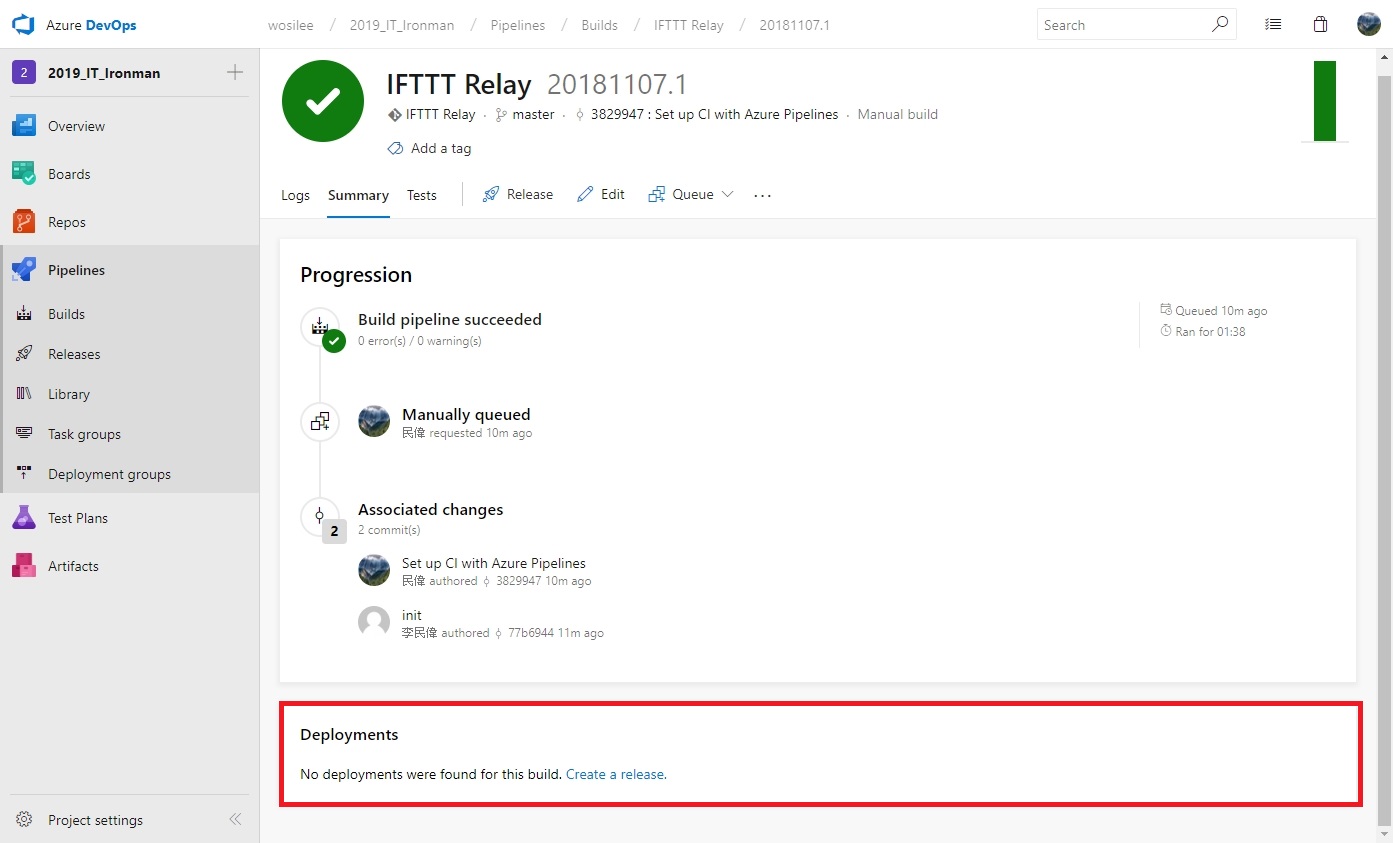 Azure DevOps
wosilee / 2019_IT_Ironman / Pipelines / Builds / IFTTT Relay / 20181107.1
Search
2 2019_IT_Ironman
Overview
Boards
Repos
Pipelines
Builds
Releases
Library
Task groups
Deployment groups
Test Plans
Artifacts
Project settings
IFTTT Relay 20181107.1
IFTTT Relay · master · 3829947 : Set up CI with Azure Pipelines · Manual build
Add a tag
Logs Summary Tests Release Edit Queue ...
Progression
Build pipeline succeeded
0 error(s) / 0 warning(s)
Queued 10m ago
Ran for 01:38
Manually queued
民偉 requested 10m ago
Associated changes
2
2 commit(s)
Set up CI with Azure Pipelines
民偉 authored 3829947 10m ago
init
李民偉 authored 77b6944 11m ago
Deployments
No deployments were found for this build. Create a release.